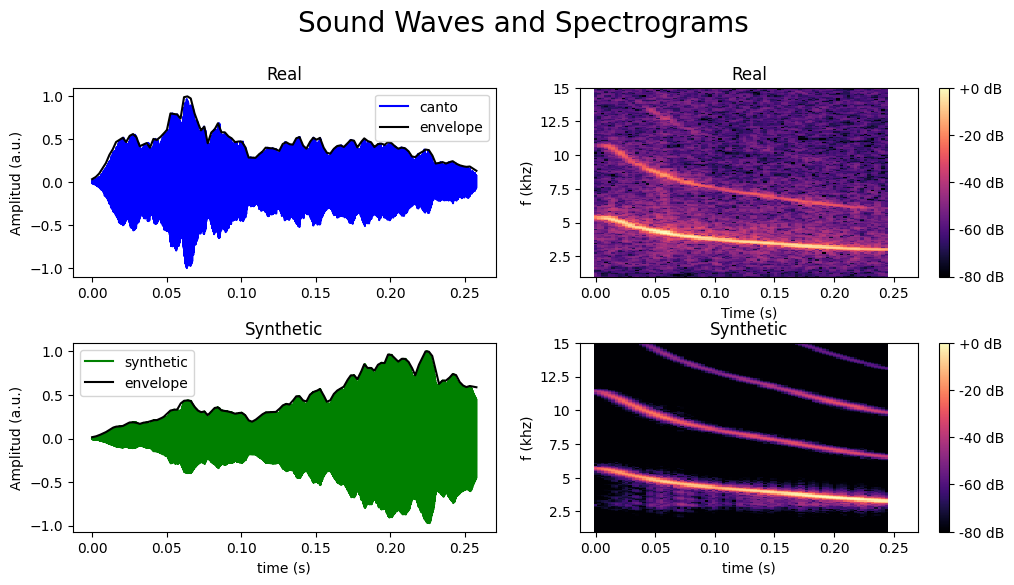 Sound Waves and Spectrograms
Real
canto
envelope
Amplitud (a.u.)
1.0
0.5
0.0
−0.5
−1.0
0.00 0.05 0.10 0.15 0.20 0.25
Real
f (khz)
15
12.5
10
7.5
5
2.5
0.00 0.05 0.10 0.15 0.20 0.25
Time (s)
+0 dB
-20 dB
-40 dB
-60 dB
-80 dB
Synthetic
synthetic
envelope
Amplitud (a.u.)
1.0
0.5
0.0
−0.5
−1.0
0.00 0.05 0.10 0.15 0.20 0.25
time (s)
Synthetic
f (khz)
15
12.5
10
7.5
5
2.5
0.00 0.05 0.10 0.15 0.20 0.25
time (s)
+0 dB
-20 dB
-40 dB
-60 dB
-80 dB